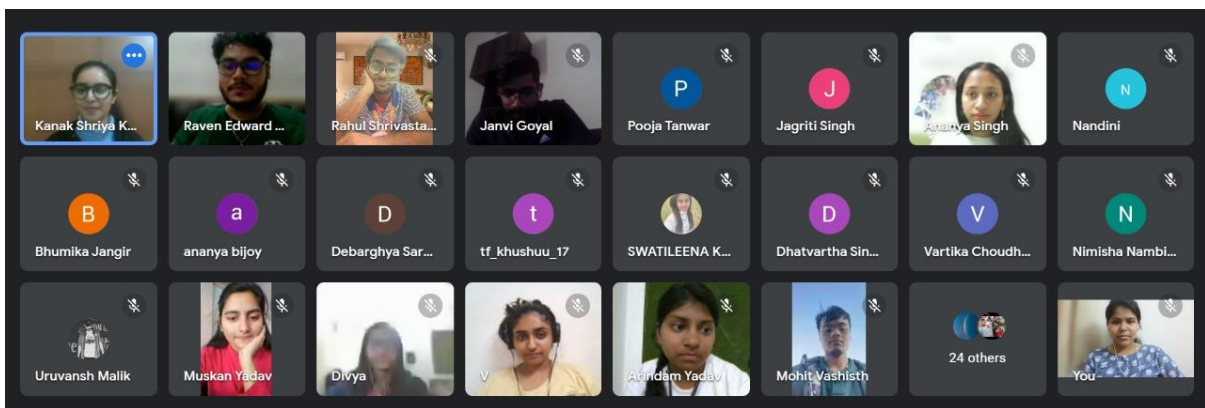 Kanak Shriya K...
Raven Edward ...
Rahul Shrivasta...
Janvi Goyal
P
Pooja Tanwar
J
Jagriti Singh
Ananya Singh
N
Nandini
B
Bhumika Jangir
a
ananya bijoy
D
Debarghya Sar...
t
tf_khushuu_17
SWATILEENA K...
D
Dhatvartha Sin...
V
Vartika Choudh...
N
Nimisha Nambi...
Uruvansh Malik
Muskan Yadav
Divya
V
Arindam Yadav
Mohit Vashisth
24 others
You